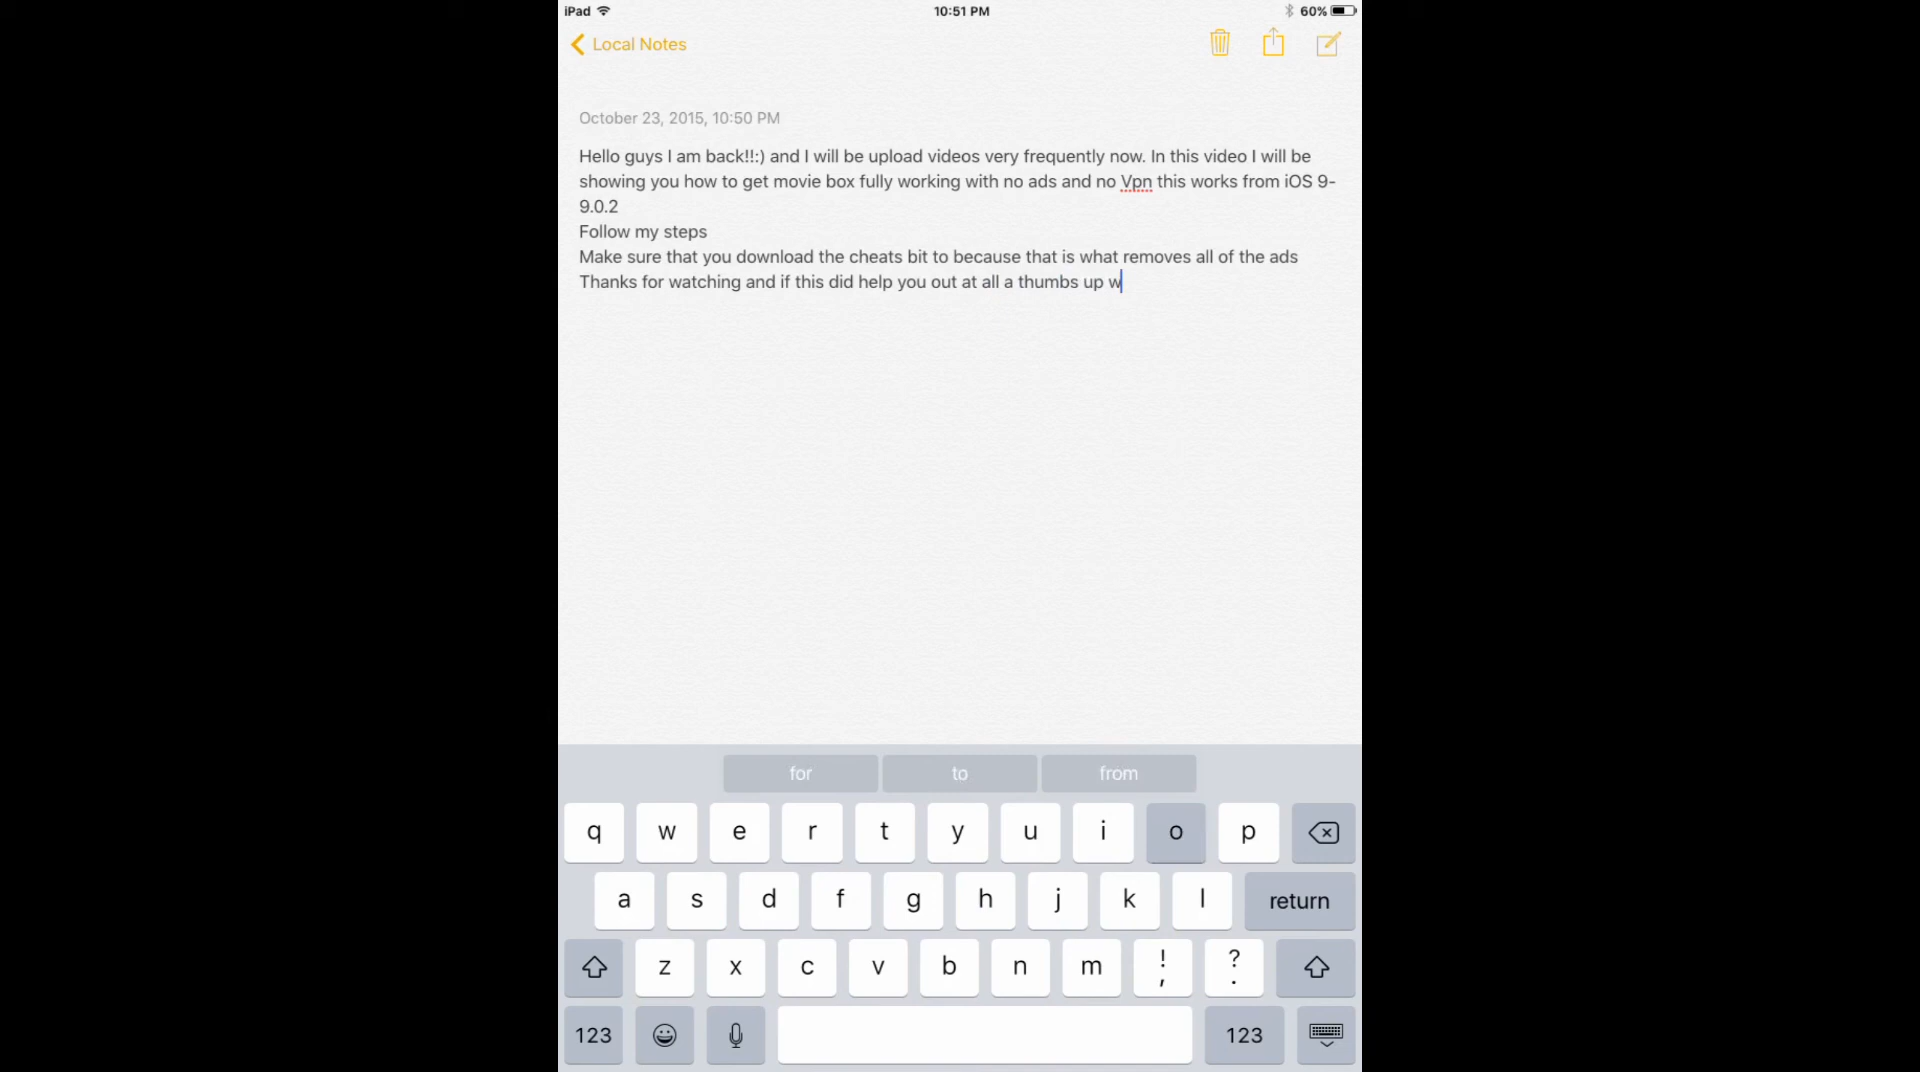 iPad 10:51 PM 60%
Local Notes
October 23, 2015, 10:50 PM
Hello guys I am back!!:) and I will be upload videos very frequently now. In this video I will be
showing you how to get movie box fully working with no ads and no Vpn this works from iOS 9-
9.0.2
Follow my steps
Make sure that you download the cheats bit to because that is what removes all of the ads
Thanks for watching and if this did help you out at all a thumbs up w
for to from
q w e r t y u i o p
a s d f g h j k l return
z x c v b n m ! , ? .
123 123